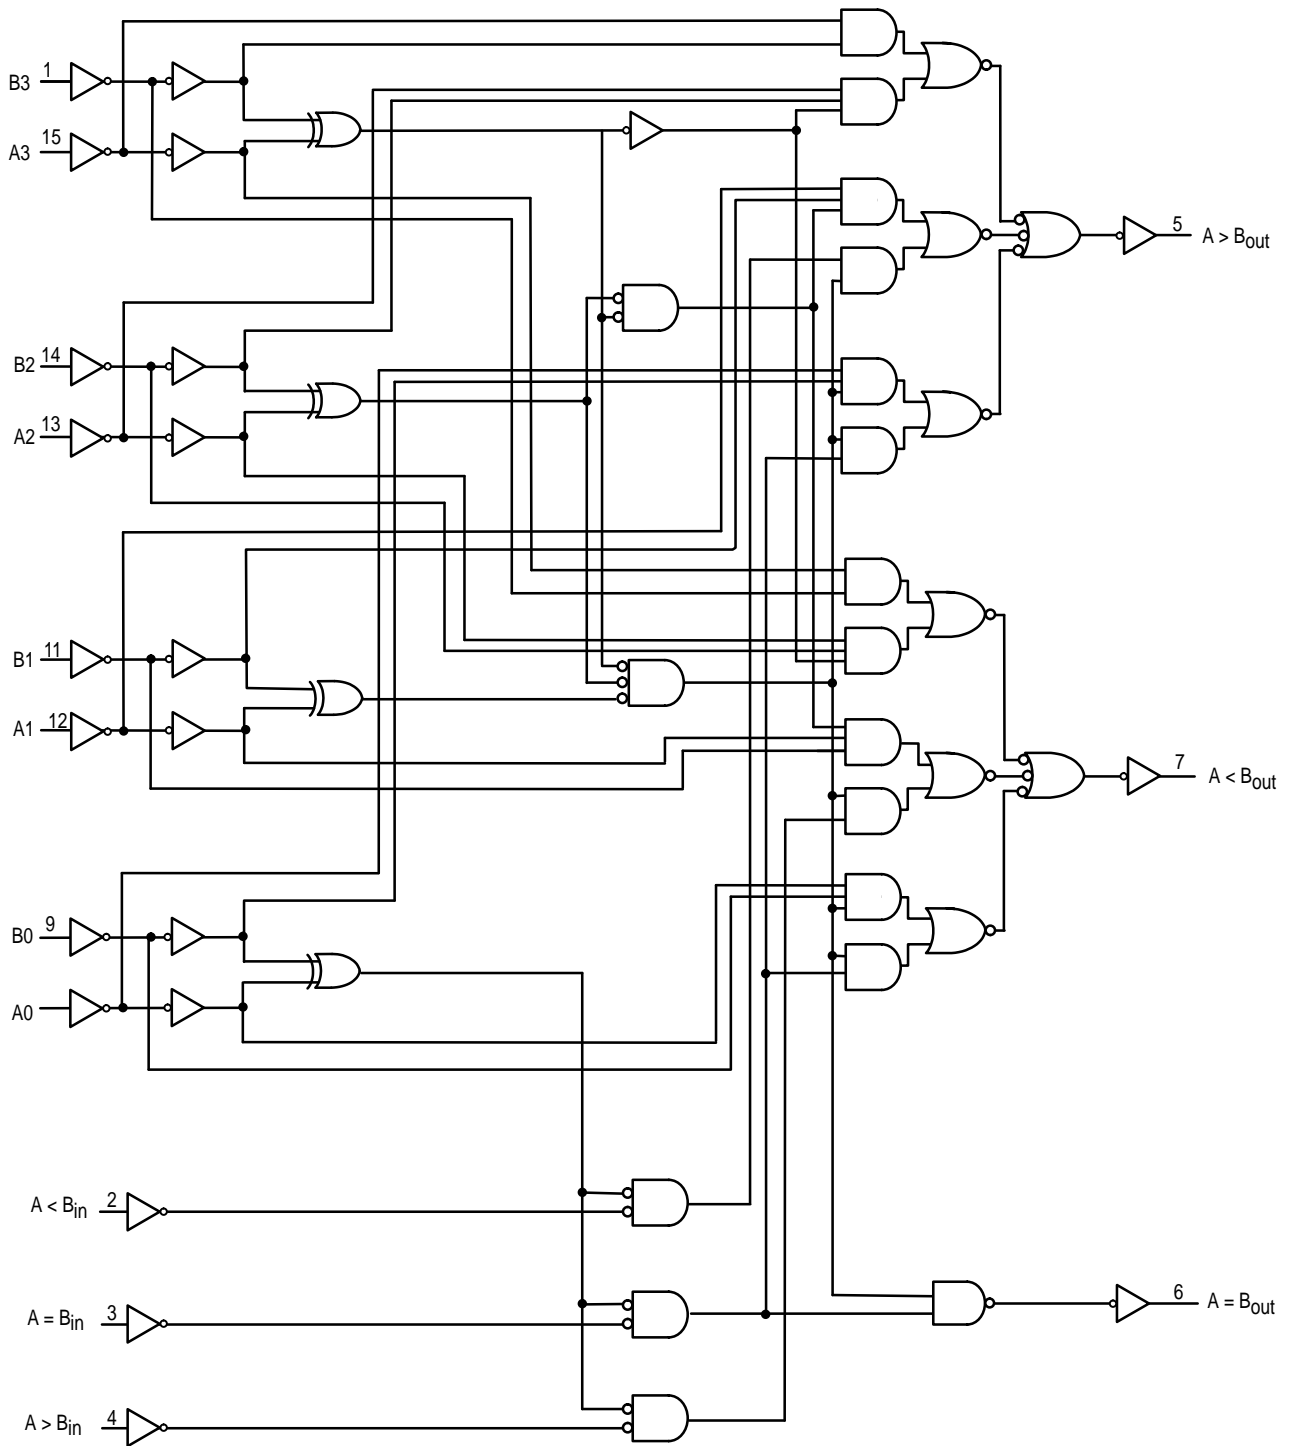 B3 1
A3 15
5 A > Bout
B2 14
A2 13
B1 11
A1 12
7 A < Bout
B0 9
A0
A < Bin 2
A = Bin 3
6 A = Bout
A > Bin 4